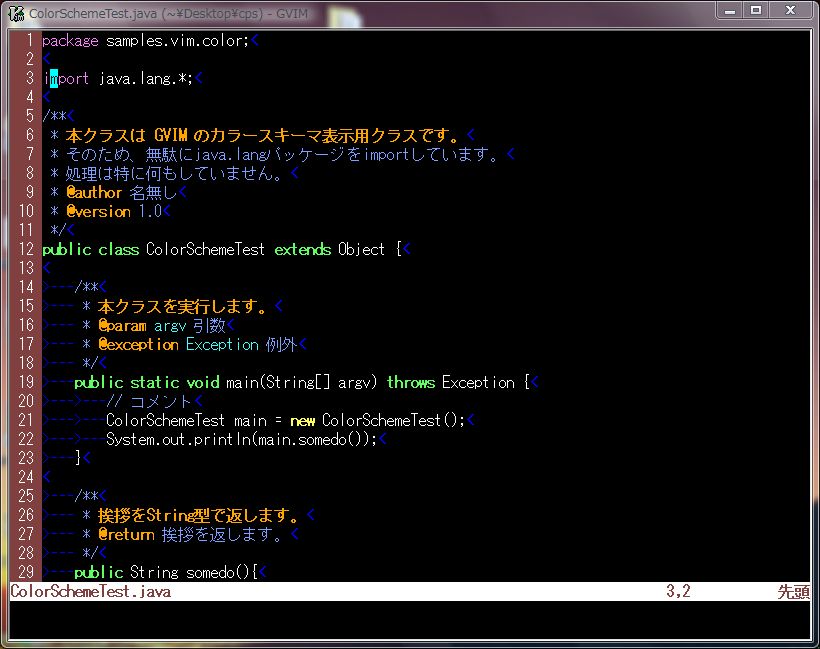 ColorSchemeTest.java (~¥Desktop¥cps) - GVIM
1 package samples.vim.color;<
2 <
3 import java.lang.*;<
4 <
5 /**<
6  * 本クラスは GVIM のカラースキーマ表示用クラスです。<
7  * そのため、無駄にjava.langパッケージをimportしています。<
8  * 処理は特に何もしていません。<
9  * @author 名無し<
10  * @version 1.0<
11  */<
12 public class ColorSchemeTest extends Object {<
13 <
14 >---/**<
15 >--- * 本クラスを実行します。<
16 >--- * @param argv 引数<
17 >--- * @exception Exception 例外<
18 >--- */<
19 >---public static void main(String[] argv) throws Exception {<
20 >--->---// コメント<
21 >--->---ColorSchemeTest main = new ColorSchemeTest();<
22 >--->---System.out.println(main.somedo());<
23 >---}<
24 <
25 >---/**<
26 >--- * 挨拶をString型で返します。<
27 >--- * @return 挨拶を返します。<
28 >--- */<
29 >---public String somedo(){<
ColorSchemeTest.java 3,2 先頭